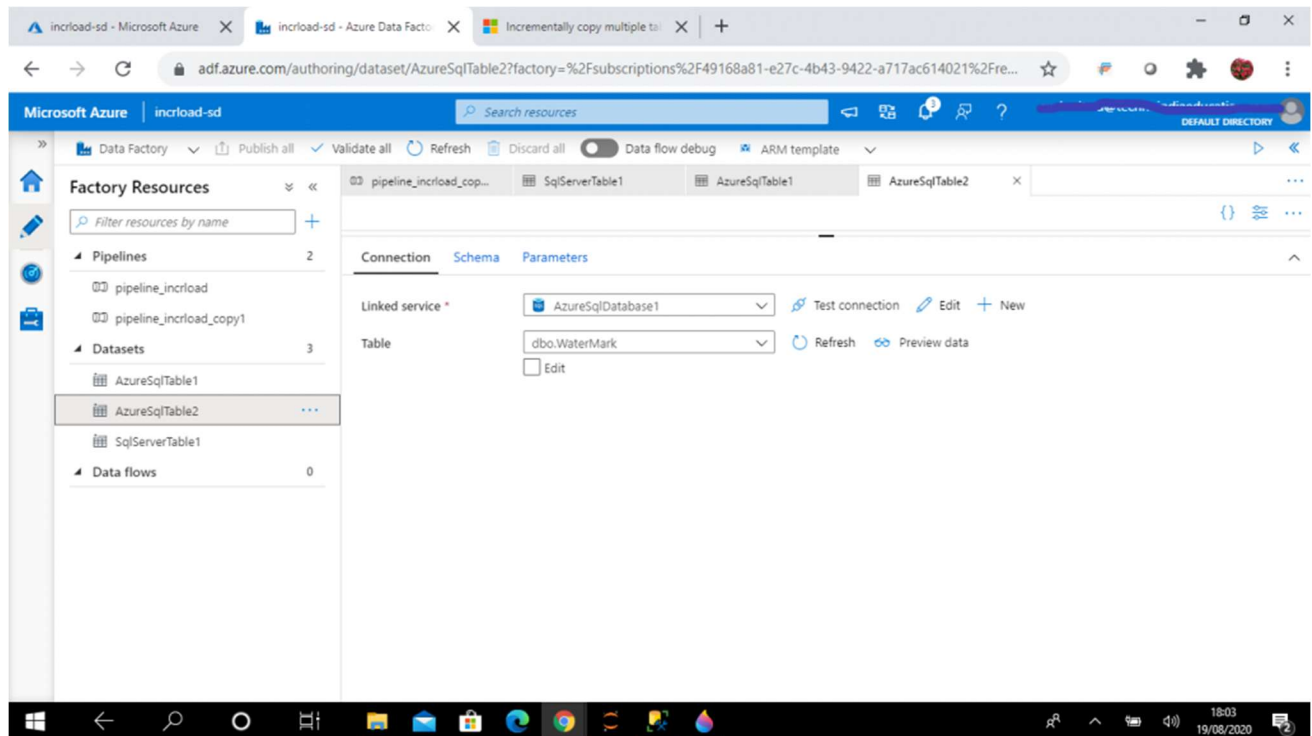 incrload-sd - Microsoft Azure
incrload-sd - Azure Data Facto
Incrementally copy multiple ta
adf.azure.com/authoring/dataset/AzureSqlTable2?factory=%2Fsubscriptions%2F49168a81-e27c-4b43-9422-a717ac614021%2Fre...
Microsoft Azure incrload-sd Search resources 3 ?
DEFAULT DIRECTORY
Data Factory Publish all Validate all Refresh Discard all Data flow debug ARM template
Factory Resources
pipeline_incrload_cop... SqlServerTable1 AzureSqlTable1 AzureSqlTable2
Filter resources by name
Pipelines 2
pipeline_incrload
pipeline_incrload_copy1
Datasets 3
AzureSqlTable1
AzureSqlTable2
SqlServerTable1
Data flows 0
Connection Schema Parameters
Linked service * AzureSqlDatabase1 Test connection Edit New
Table dbo.WaterMark Refresh Preview data
Edit
18:03
19/08/2020
2